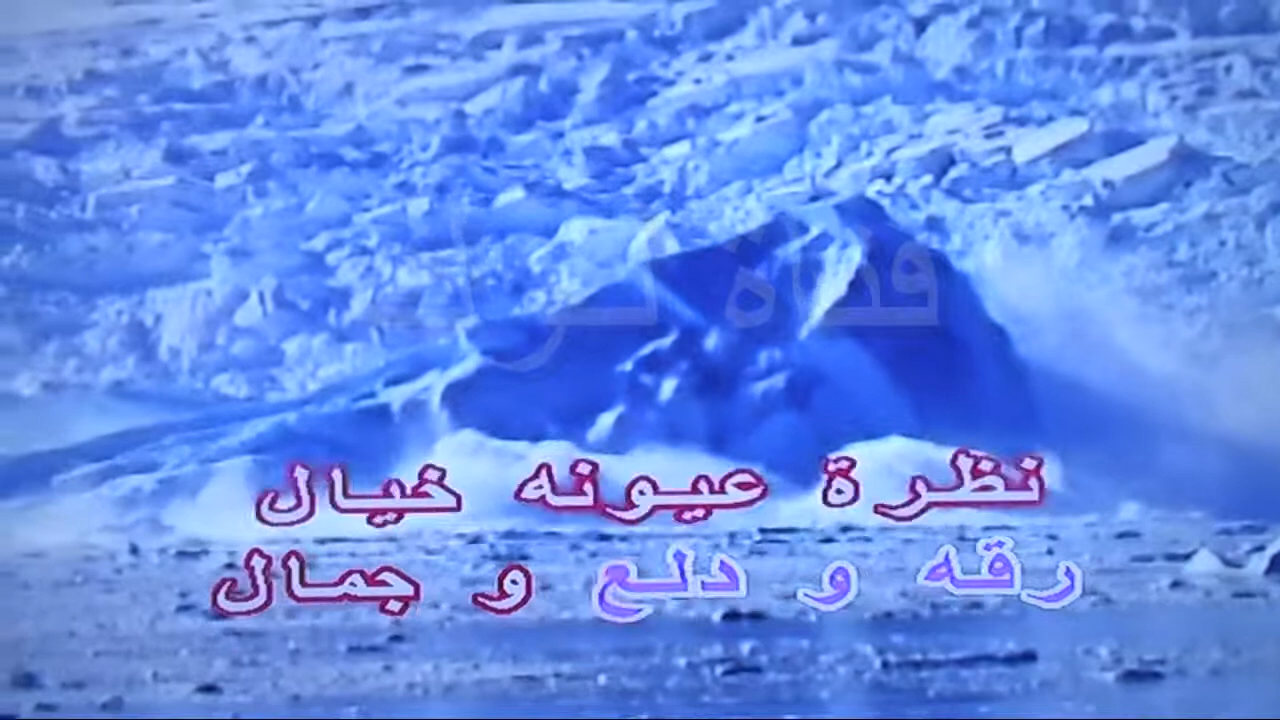 نظرة عيونه خيال
رقه و دلع و جمال